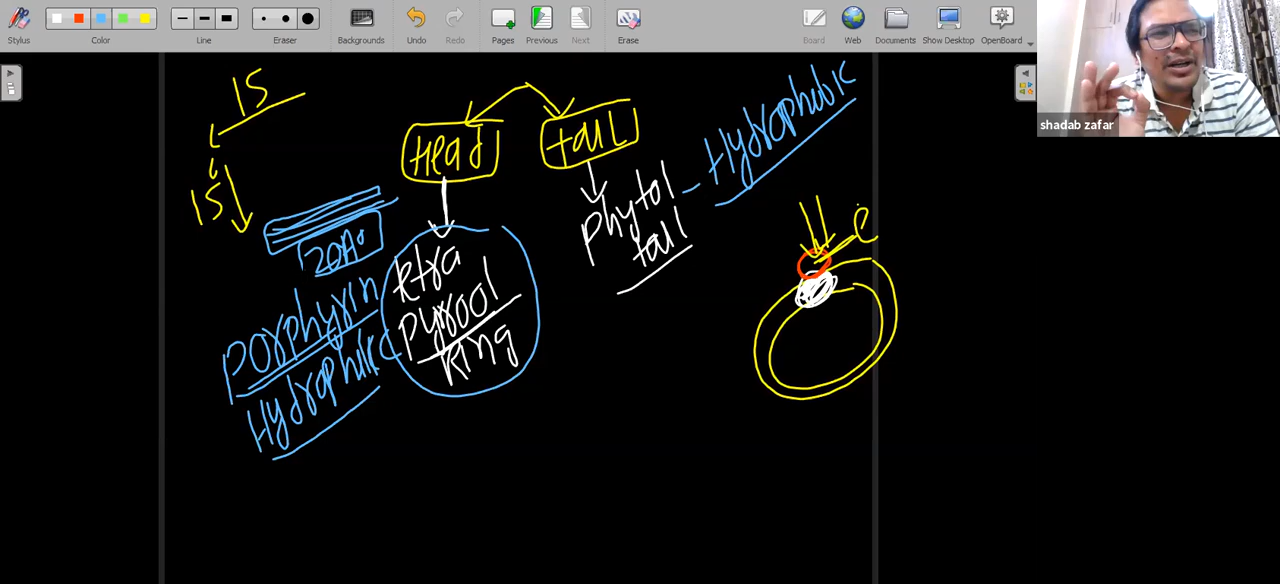 Stylus
Color
Line
Eraser
Backgrounds
Undo
Redo
Pages
Previous
Next
Erase
Board
Web
Documents
Show Desktop
OpenBoard
shadab zafar
15
15
Head
tail
Phytol
tail
Hydrophobic
20A°
Porphyrin
Hydrophilic
pyrrol
Ring
e